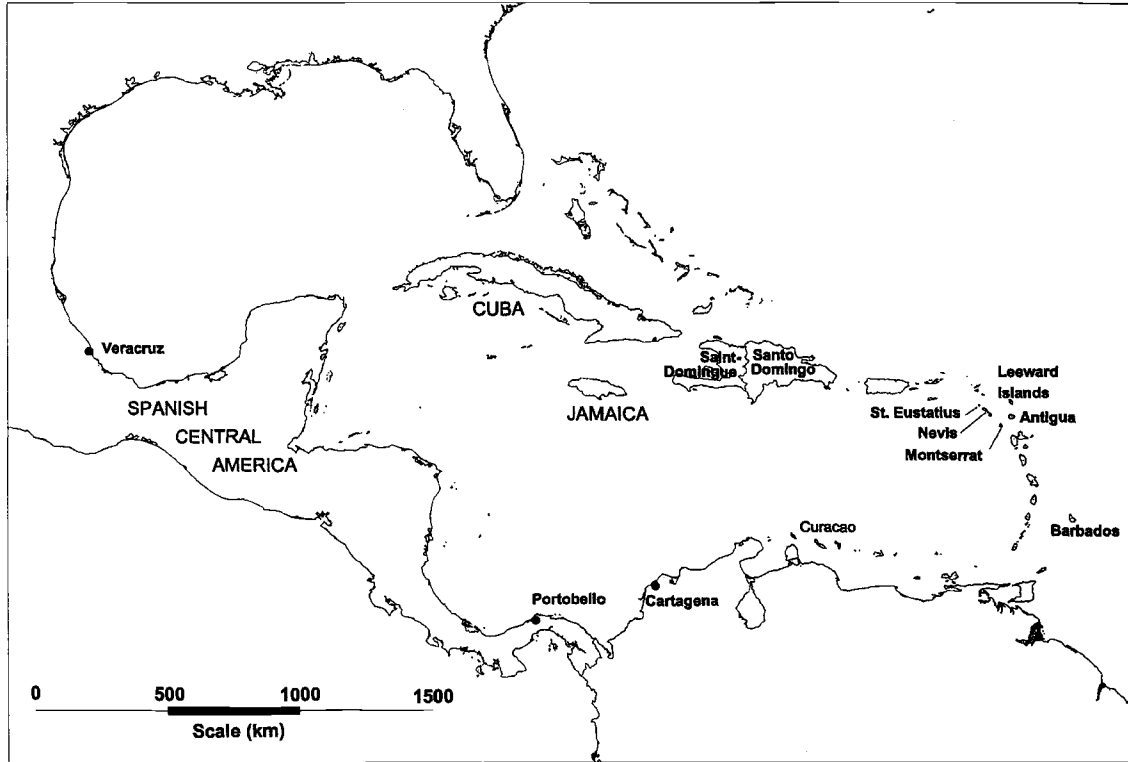 CUBA
Veracruz
Saint-
Domingue
Santo
Domingo
Leeward
Islands
JAMAICA
St. Eustatius
Antigua
Nevis
Montserrat
SPANISH
CENTRAL
AMERICA
Curacao
Barbados
Portobello
Cartagena
0 500 1000 1500
Scale (km)